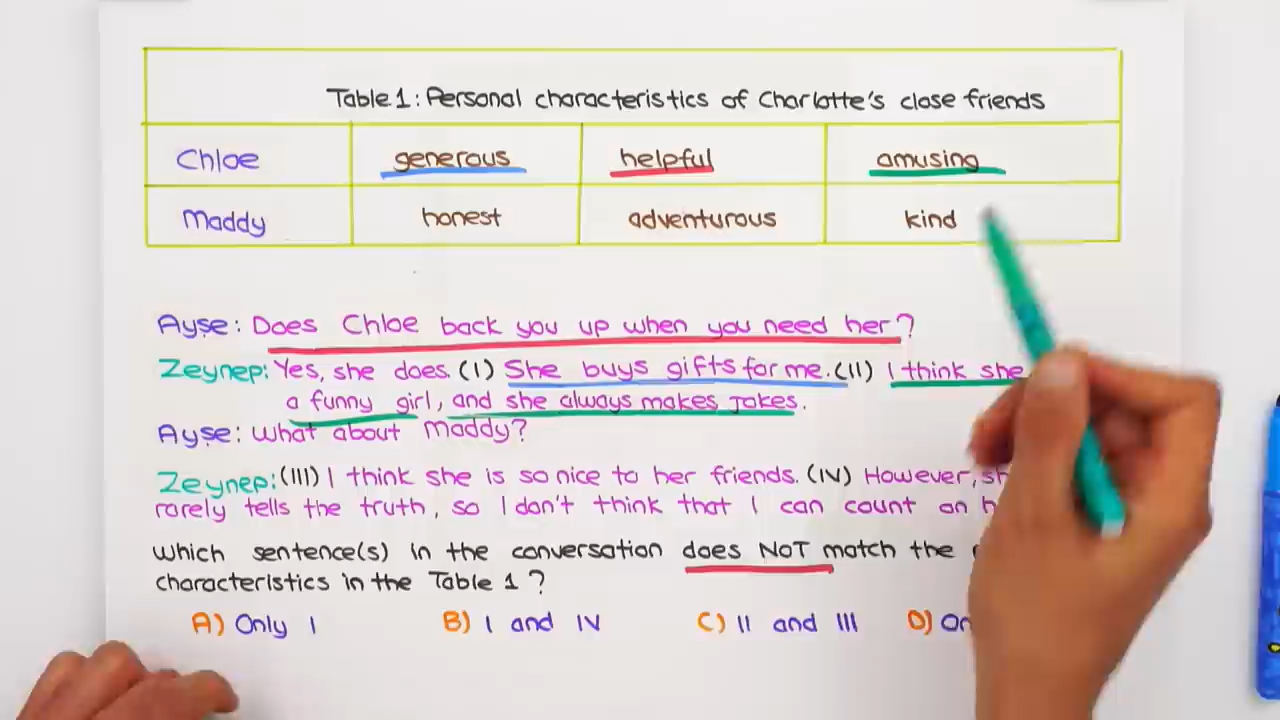 Table 1: Personal characteristics of Charlotte's close friends
Chloe generous helpful amusing
Maddy honest adventurous kind
Ayşe: Does Chloe back you up when you need her?
Zeynep: Yes, she does. (I) She buys gifts for me. (II) I think she
a funny girl, and she always makes jokes.
Ayşe: What about Maddy?
Zeynep: (III) I think she is so nice to her friends. (IV) However,
rarely tells the truth, so I don't think that I can count on
Which sentence(s) in the conversation does NOT match the
characteristics in the Table 1?
A) Only I B) I and IV C) II and III D)